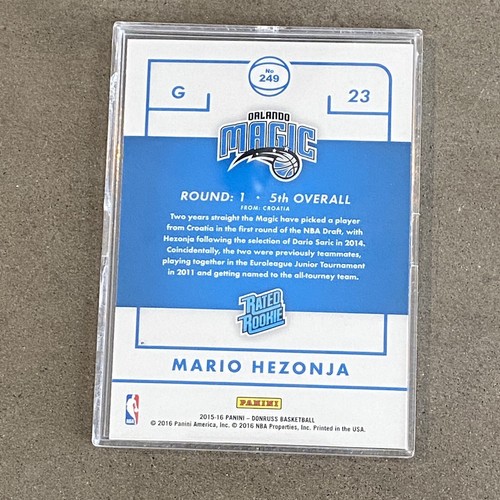 No
249
G
23
ORLANDO
MAGIC
ROUND: 1 · 5th OVERALL
FROM: CROATIA
Two years straight the Magic have picked a player
from Croatia in the first round of the NBA Draft, with
Hezonja following the selection of Dario Saric in 2014.
Coincidentally, the two were previously teammates,
playing together in the Euroleague Junior Tournament
in 2011 and getting named to the all-tourney team.
RATED
ROOKIE
MARIO HEZONJA
PANINI
NBA
2015-16 PANINI – DONRUSS BASKETBALL
© 2016 Panini America, Inc. © 2016 NBA Properties, Inc. Printed in the USA.